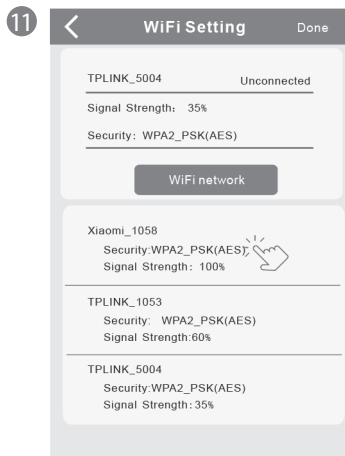 11
WiFi Setting Done
TPLINK_5004 Unconnected
Signal Strength: 35%
Security: WPA2_PSK(AES)
WiFi network
Xiaomi_1058
Security:WPA2_PSK(AES)
Signal Strength: 100%
TPLINK_1053
Security: WPA2_PSK(AES)
Signal Strength:60%
TPLINK_5004
Security:WPA2_PSK(AES)
Signal Strength:35%